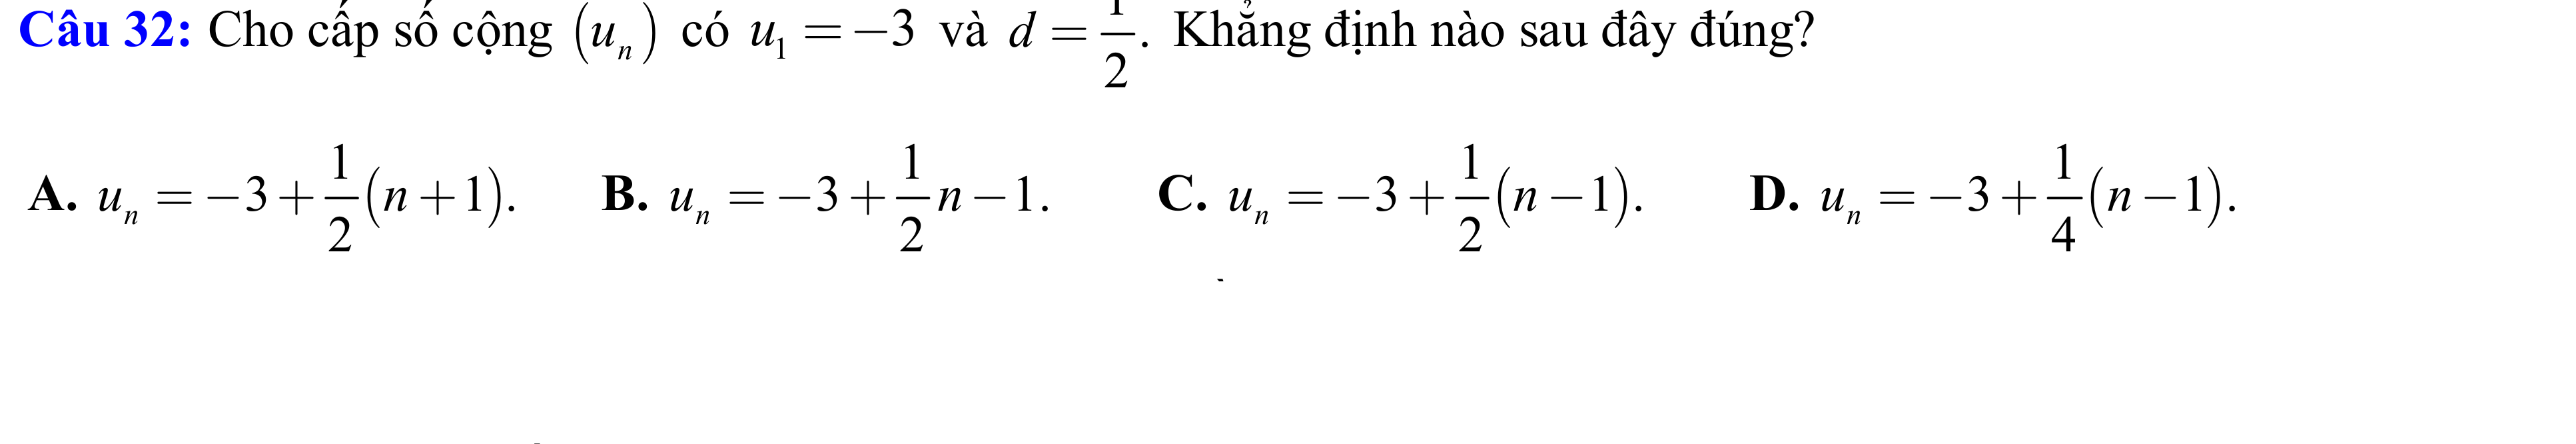 Câu 32: Cho cấp số cộng (uₙ) có u₁ = −3 và d = 1/2. Khẳng định nào sau đây đúng?
A. uₙ = −3 + 1/2(n + 1). B. uₙ = −3 + 1/2n − 1. C. uₙ = −3 + 1/2(n − 1). D. uₙ = −3 + 1/4(n − 1).